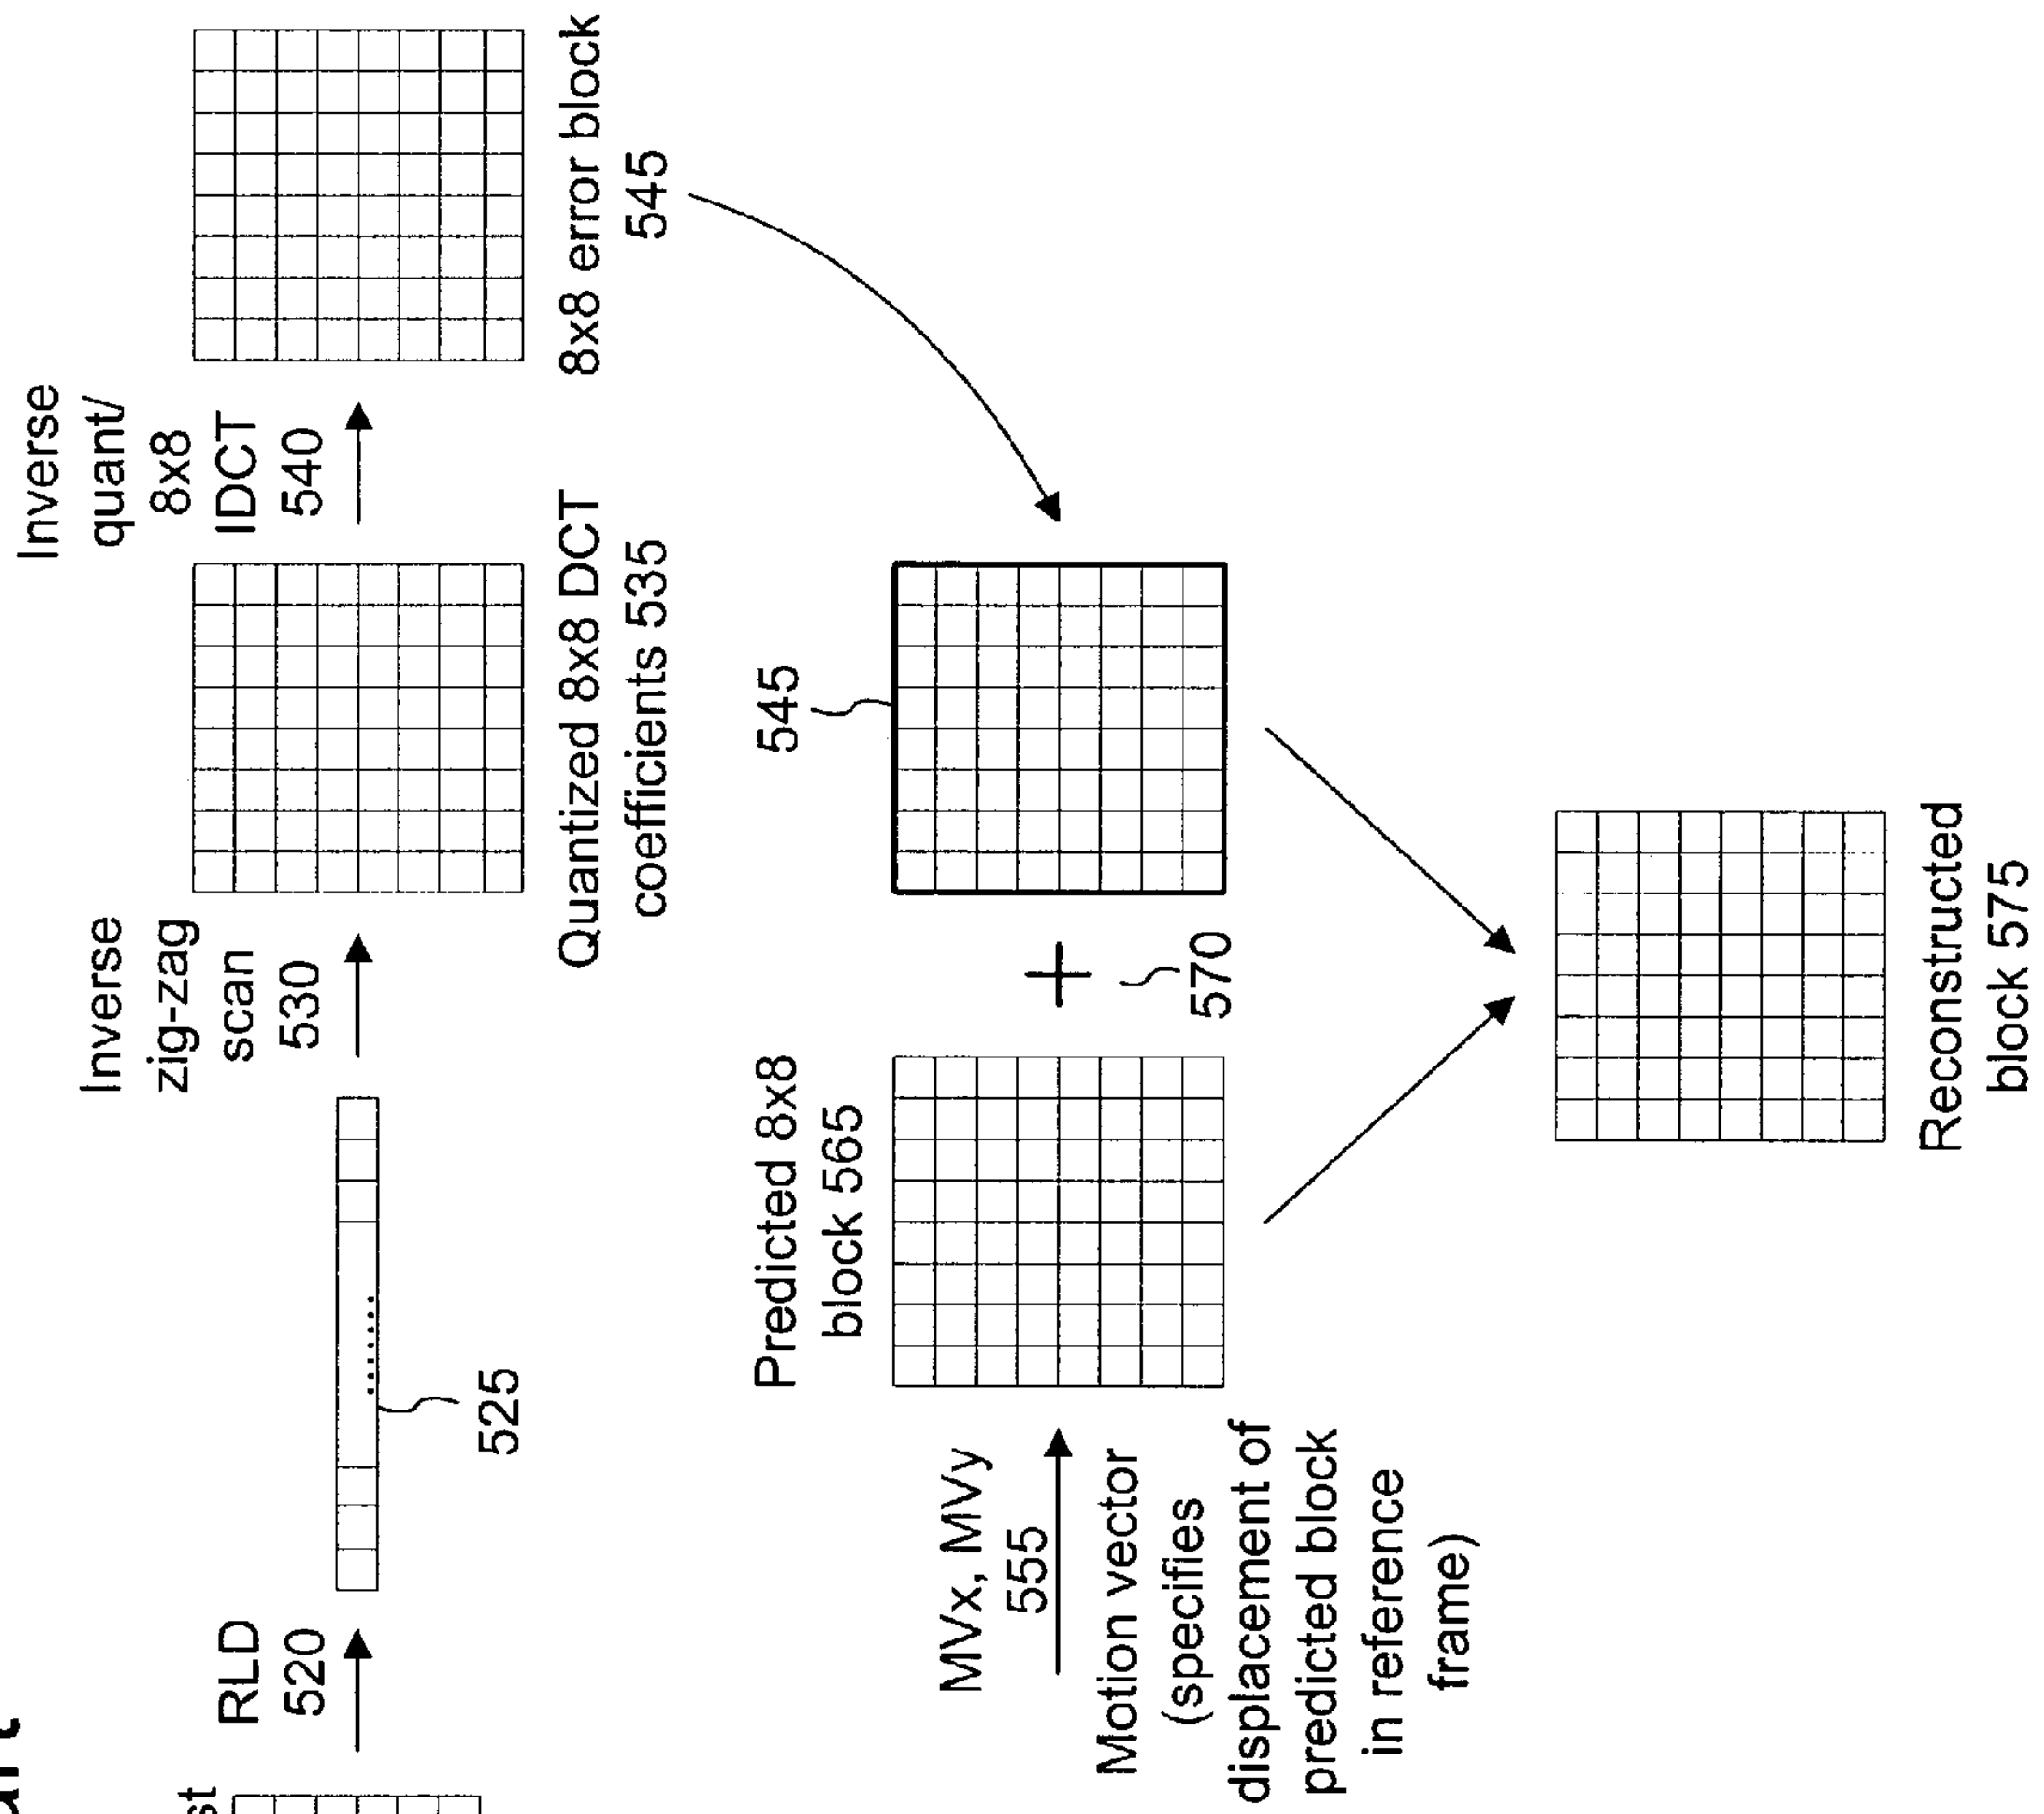 RLD
520
525
Inverse
zig-zag
scan
530
Quantized 8x8 DCT
coefficients 535
Inverse
quant/
8x8
IDCT
540
8x8 error block
545
MVx, MVy
555
Motion vector
(specifies
displacement of
predicted block
in reference
frame)
Predicted 8x8
block 565
570
545
Reconstructed
block 575